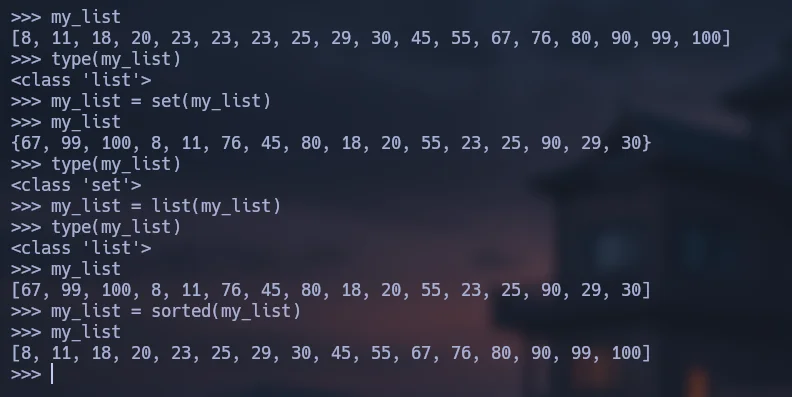 >>> my_list
[8, 11, 18, 20, 23, 23, 23, 25, 29, 30, 45, 55, 67, 76, 80, 90, 99, 100]
>>> type(my_list)
<class 'list'>
>>> my_list = set(my_list)
>>> my_list
{67, 99, 100, 8, 11, 76, 45, 80, 18, 20, 55, 23, 25, 90, 29, 30}
>>> type(my_list)
<class 'set'>
>>> my_list = list(my_list)
>>> type(my_list)
<class 'list'>
>>> my_list
[67, 99, 100, 8, 11, 76, 45, 80, 18, 20, 55, 23, 25, 90, 29, 30]
>>> my_list = sorted(my_list)
>>> my_list
[8, 11, 18, 20, 23, 25, 29, 30, 45, 55, 67, 76, 80, 90, 99, 100]
>>>